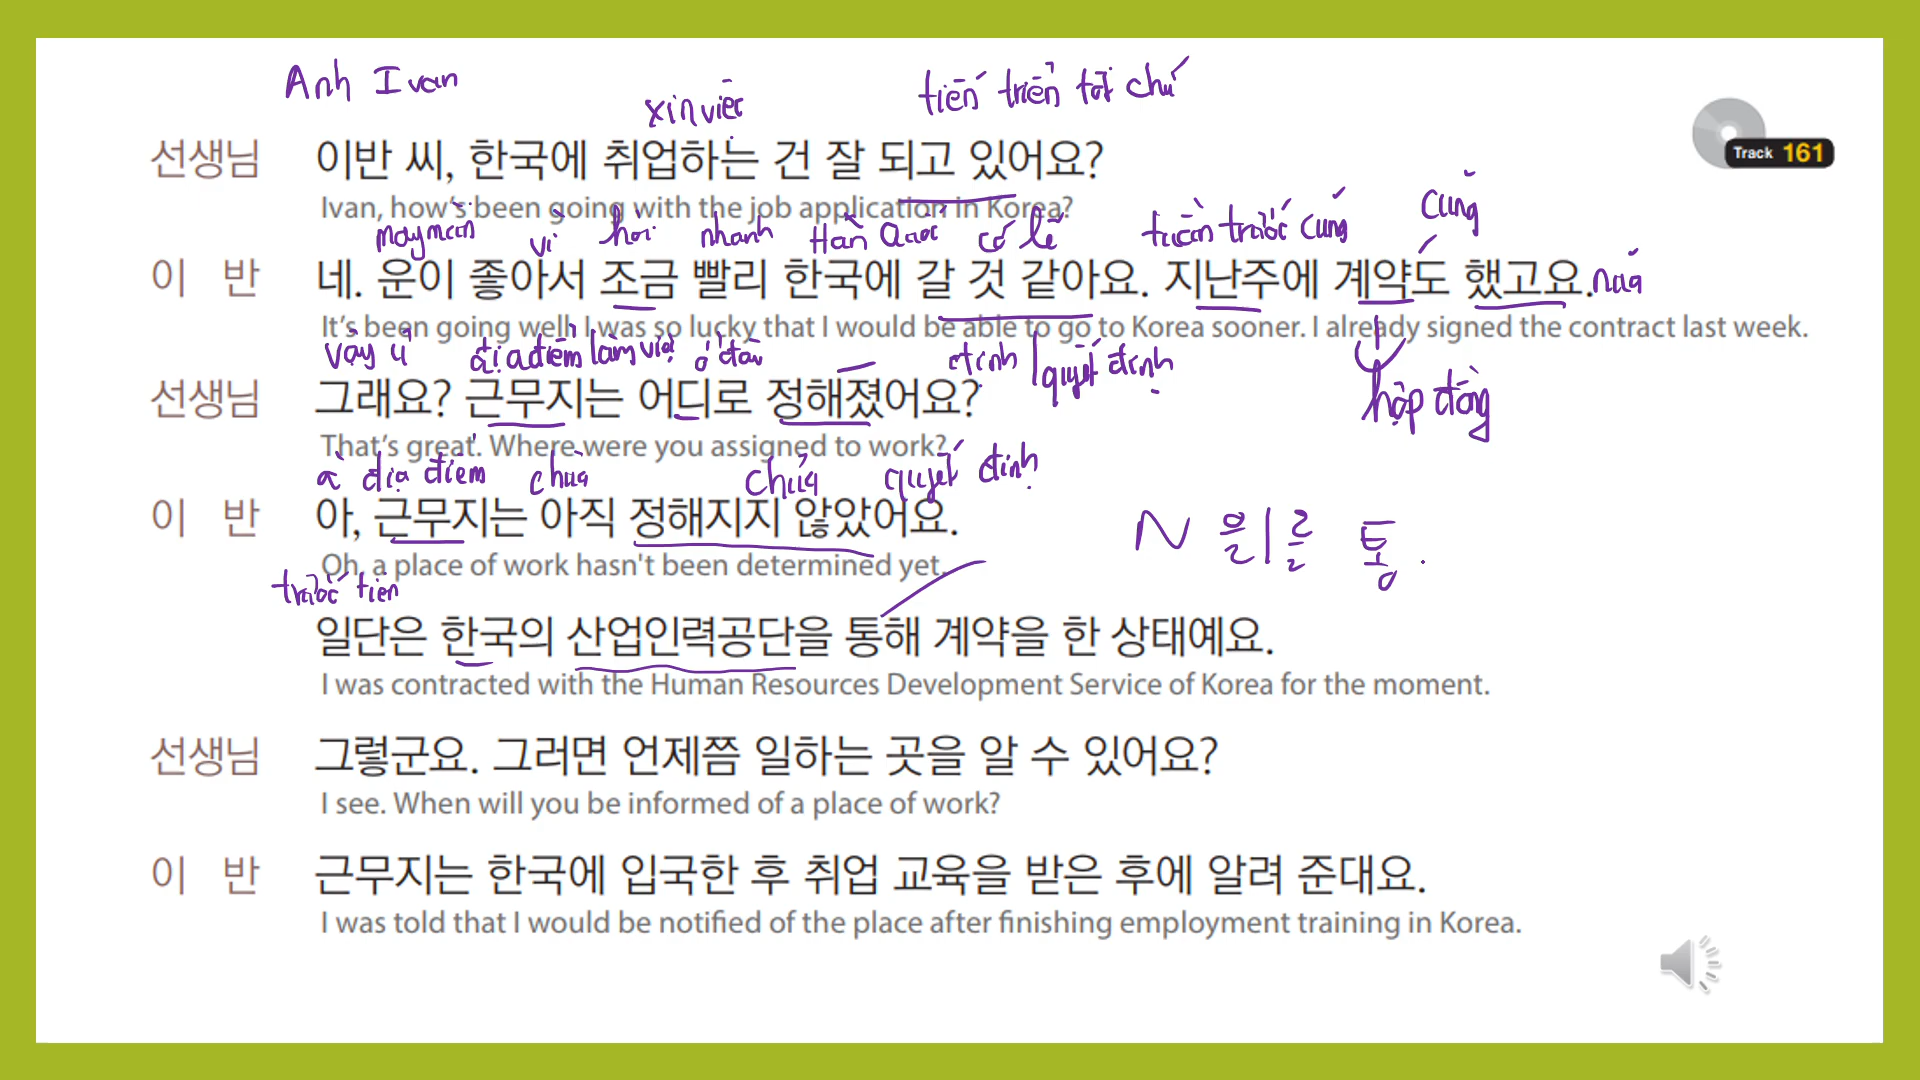 Anh Ivan
xin việc
tiến triển tốt chứ
Track 161
선생님 이반 씨, 한국에 취업하는 건 잘 되고 있어요?
Ivan, how's been going with the job application in Korea?
may mắn vì hơi nhanh Hàn Quốc có lẽ tuần trước cũng cũng
이 반 네. 운이 좋아서 조금 빨리 한국에 갈 것 같아요. 지난주에 계약도 했고요. nữa
It's been going well. I was so lucky that I would be able to go to Korea sooner. I already signed the contract last week.
vậy ư địa điểm làm việc ở đâu định quyết định
hợp đồng
선생님 그래요? 근무지는 어디로 정해졌어요?
That's great. Where were you assigned to work?
à địa điểm chưa chưa quyết định
이 반 아, 근무지는 아직 정해지지 않았어요.
N 을/를 통
Oh, a place of work hasn't been determined yet.
trước tiên
일단은 한국의 산업인력공단을 통해 계약을 한 상태예요.
I was contracted with the Human Resources Development Service of Korea for the moment.
선생님 그렇군요. 그러면 언제쯤 일하는 곳을 알 수 있어요?
I see. When will you be informed of a place of work?
이 반 근무지는 한국에 입국한 후 취업 교육을 받은 후에 알려 준대요.
I was told that I would be notified of the place after finishing employment training in Korea.